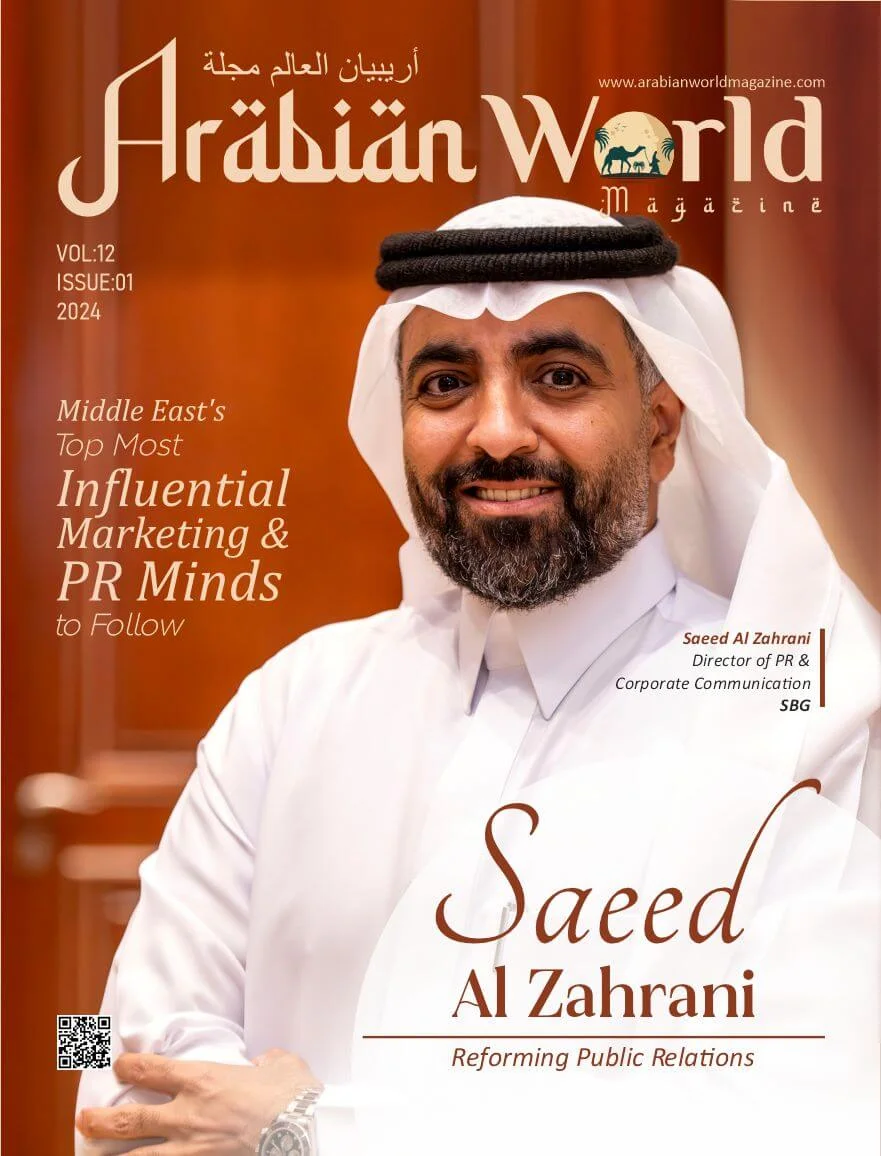 أريبيان العالم مجلة
www.arabianworldmagazine.com
Arabian World
Magazine
VOL:12
ISSUE:01
2024
Middle East's
Top Most
Influential
Marketing &
PR Minds
to Follow
Saeed Al Zahrani
Director of PR &
Corporate Communication
SBG
Saeed
Al Zahrani
Reforming Public Relations